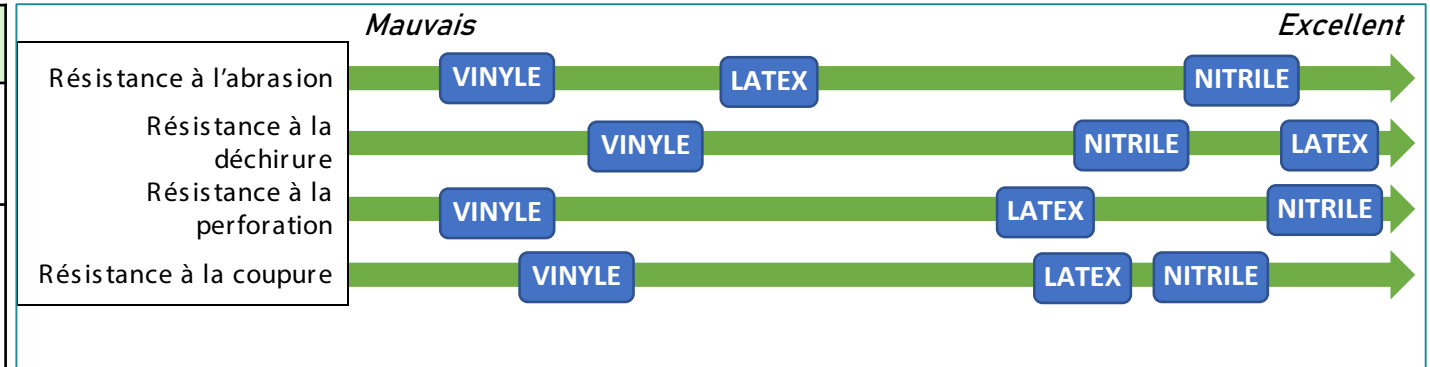 Mauvais Excellent
Résistance à l'abrasion VINYLE LATEX NITRILE
Résistance à la
déchirure VINYLE NITRILE LATEX
Résistance à la
perforation VINYLE LATEX NITRILE
Résistance à la coupure VINYLE LATEX NITRILE